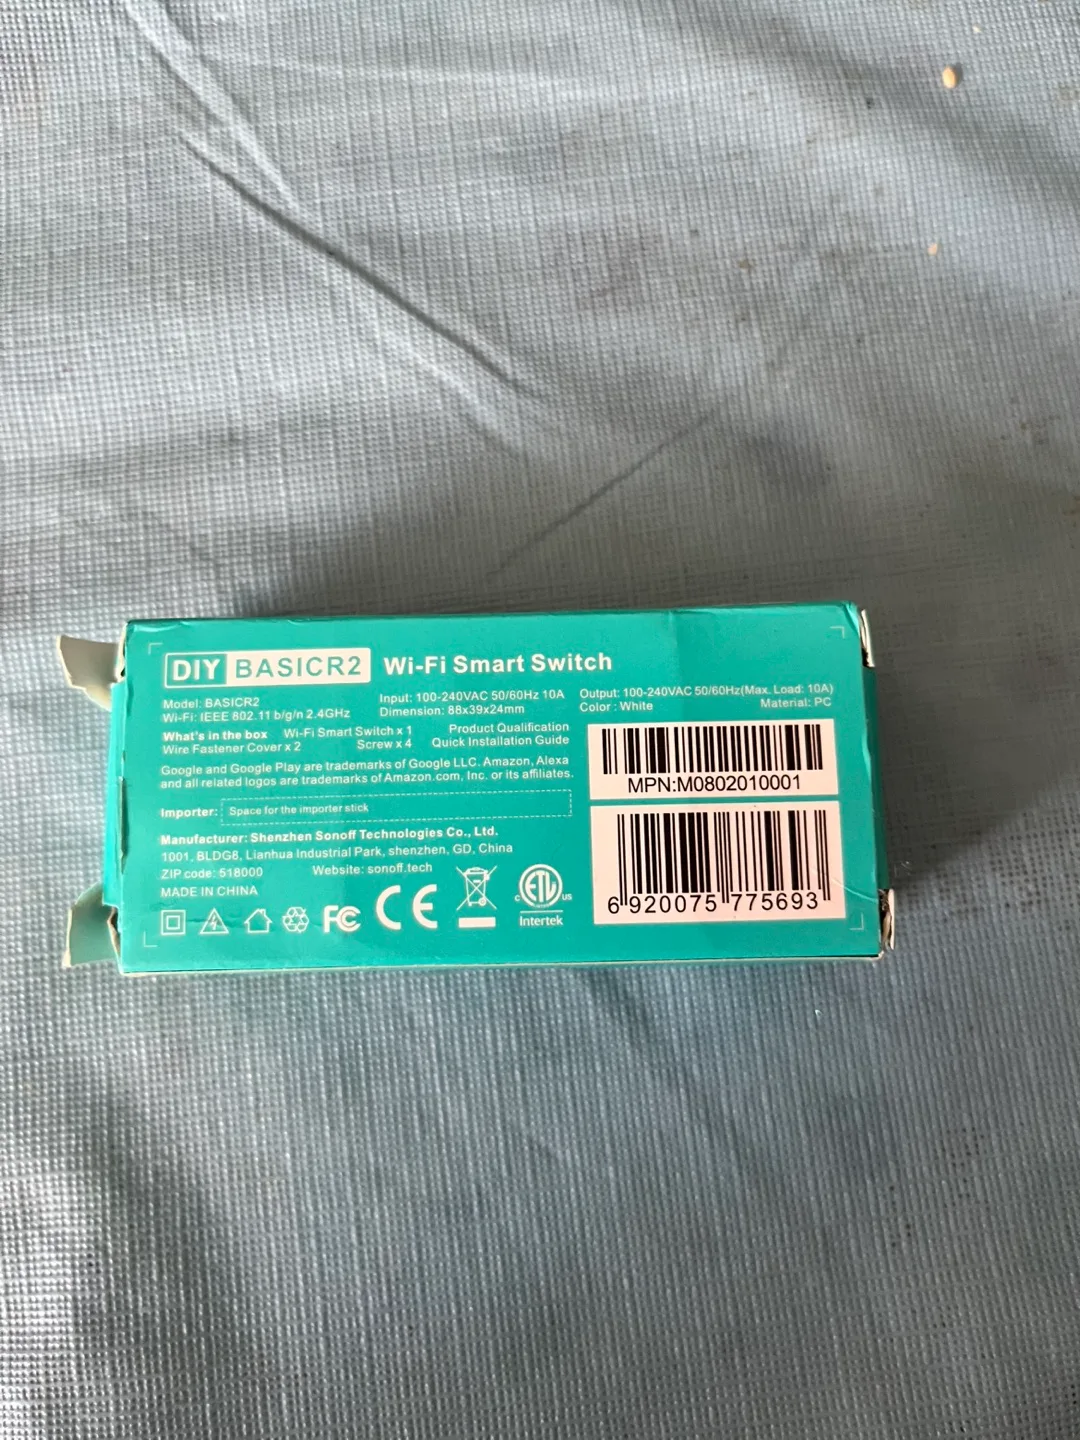 DIY BASICR2 Wi-Fi Smart Switch
Model: BASICR2
Wi-Fi: IEEE 802.11 b/g/n 2.4GHz
Input: 100-240VAC 50/60Hz 10A
Dimension: 88x39x24mm
Output: 100-240VAC 50/60Hz(Max. Load: 10A)
Color : White Material: PC
What's in the box Wi-Fi Smart Switch x 1 Product Qualification
Wire Fastener Cover x 2 Screw x 4 Quick Installation Guide
Google and Google Play are trademarks of Google LLC. Amazon, Alexa
and all related logos are trademarks of Amazon.com, Inc. or its affiliates.
Importer: Space for the importer stick
Manufacturer: Shenzhen Sonoff Technologies Co., Ltd.
1001, BLDG8, Lianhua Industrial Park, shenzhen, GD, China
ZIP code: 518000 Website: sonoff.tech
MADE IN CHINA
FC CE
c ETL us
Intertek
MPN:M0802010001
6 920075 775693